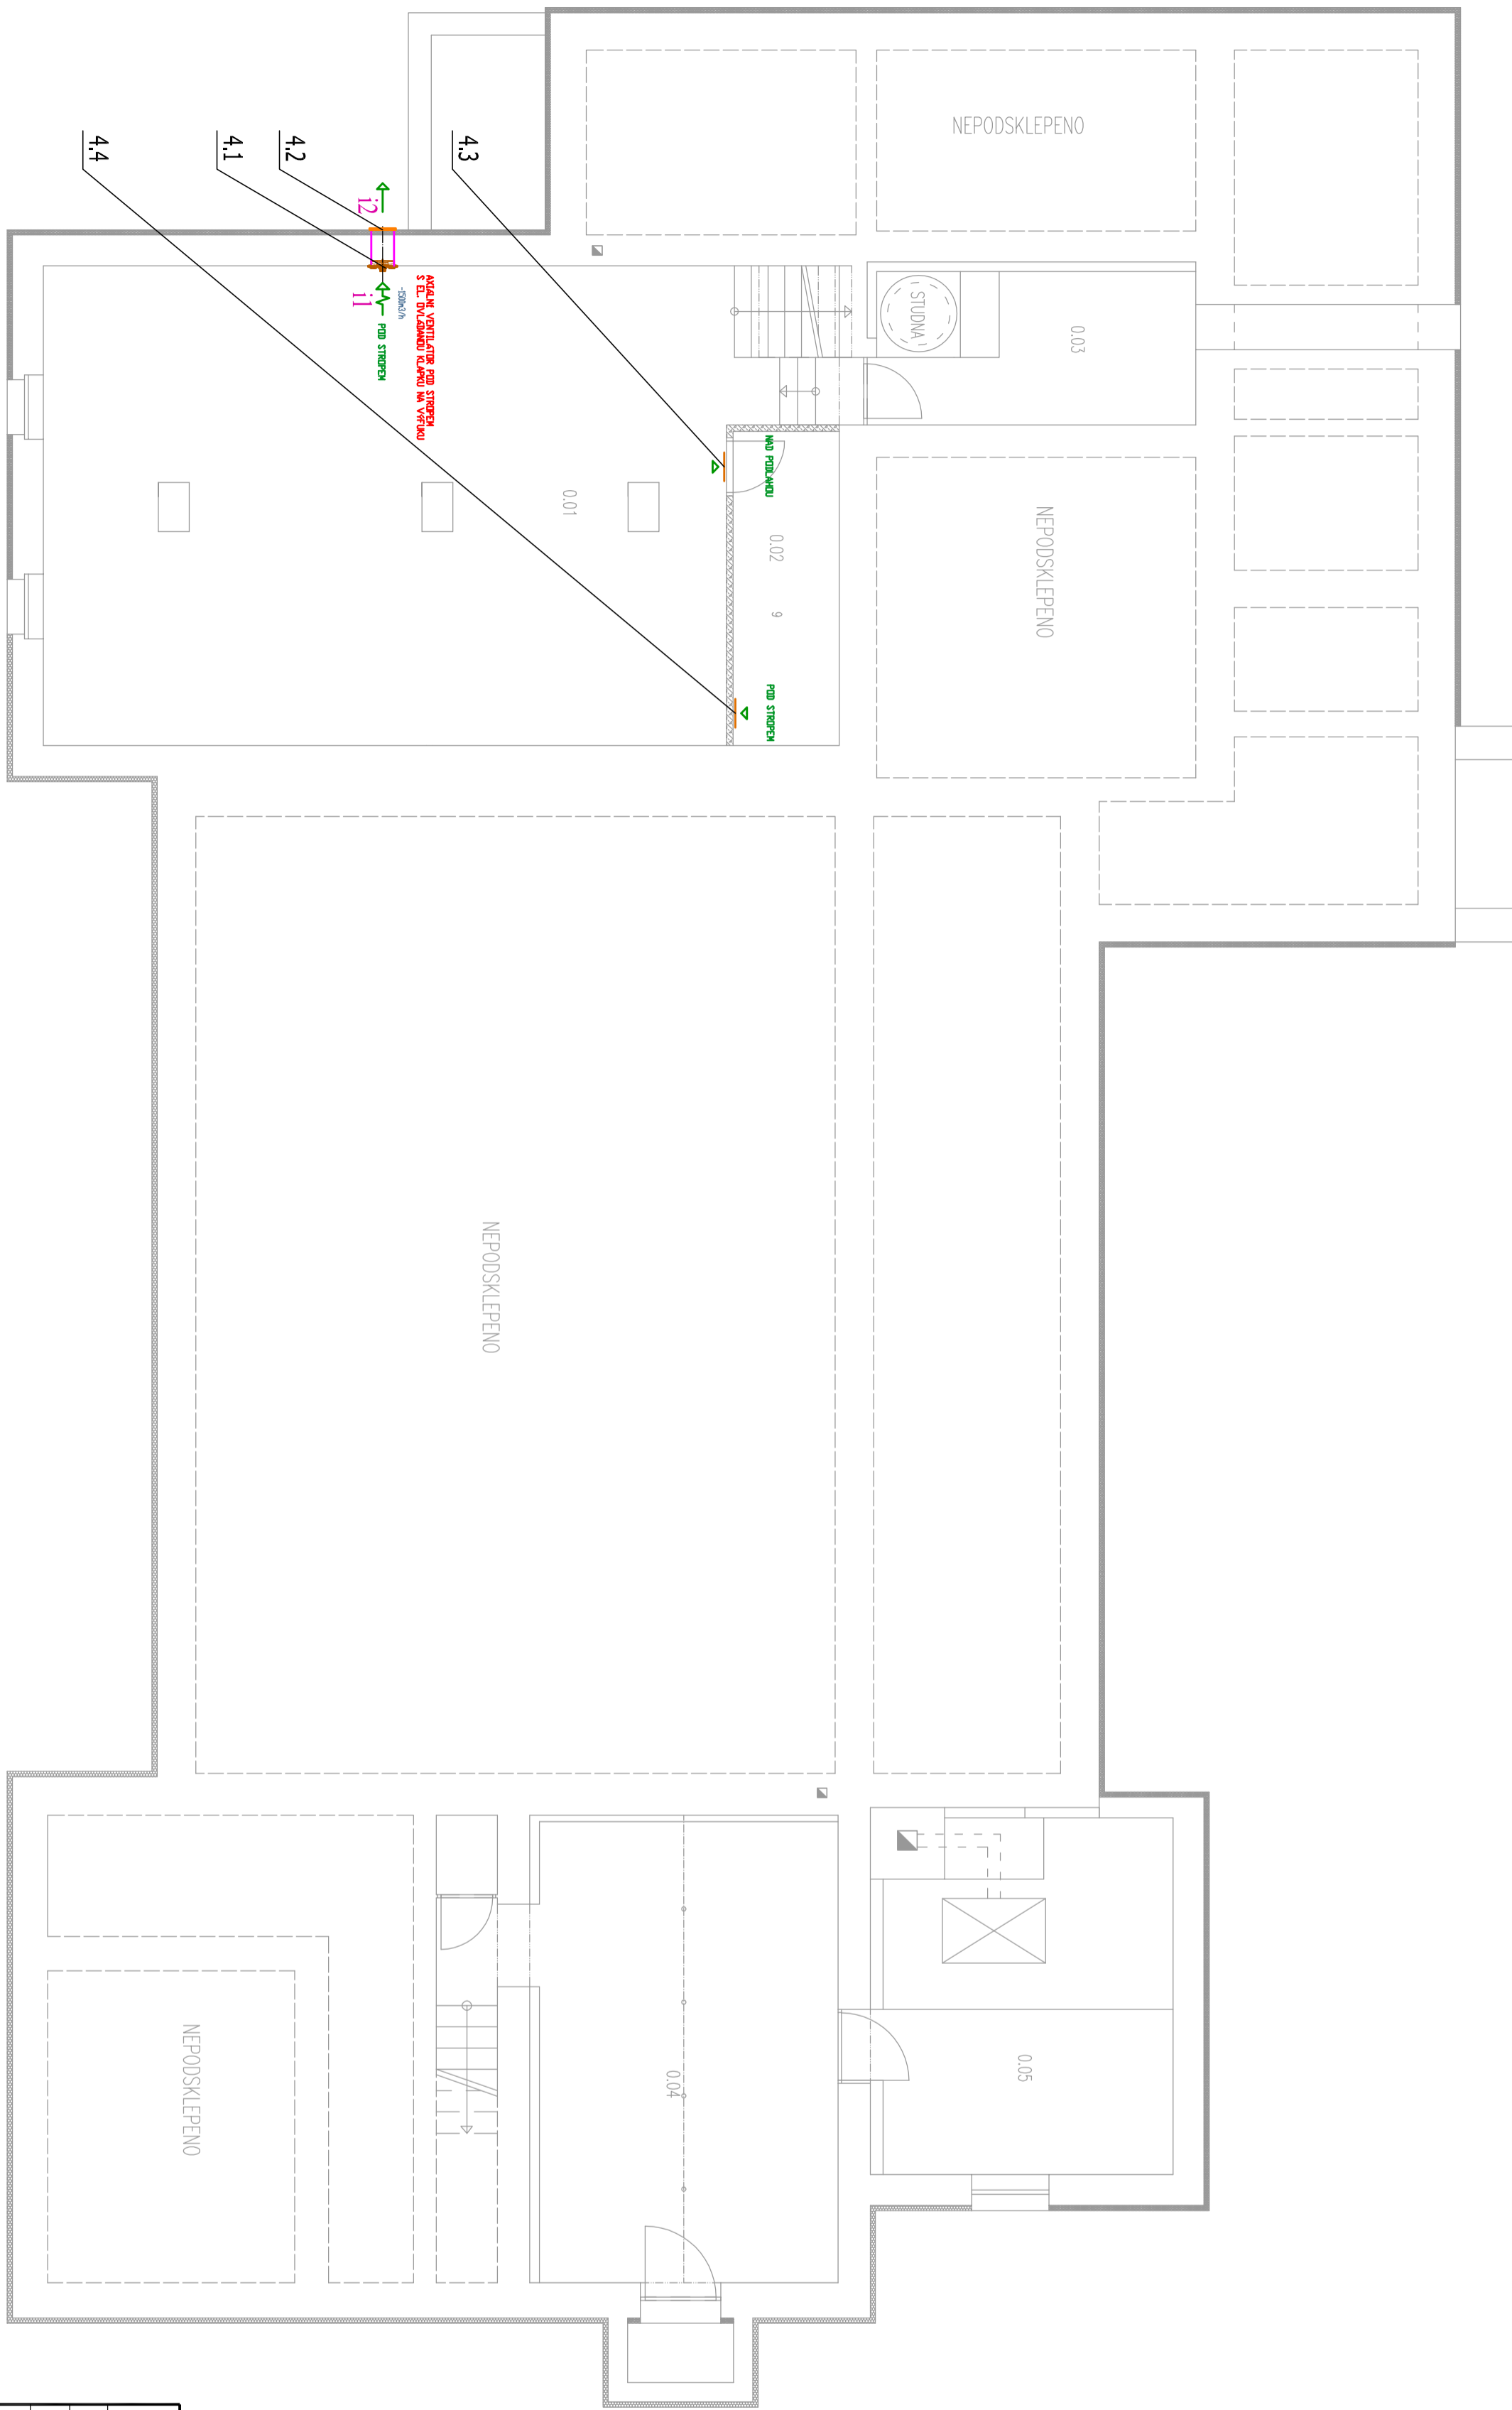 NEPODSKLEPENO
4.4
4.1
4.2
4.3
i2
i1
-1500m3/h
AXIÁLNÍ VENTILÁTOR POD STROPEM
S EL. OVLÁDANOU KLAPKOU NA VÝFUKU
POD STROPEM
STUDNA
0.03
NAD PODLAHOU
0.01
0.02
9
NEPODSKLEPENO
POD STROPEM
NEPODSKLEPENO
0.04
0.05
NEPODSKLEPENO